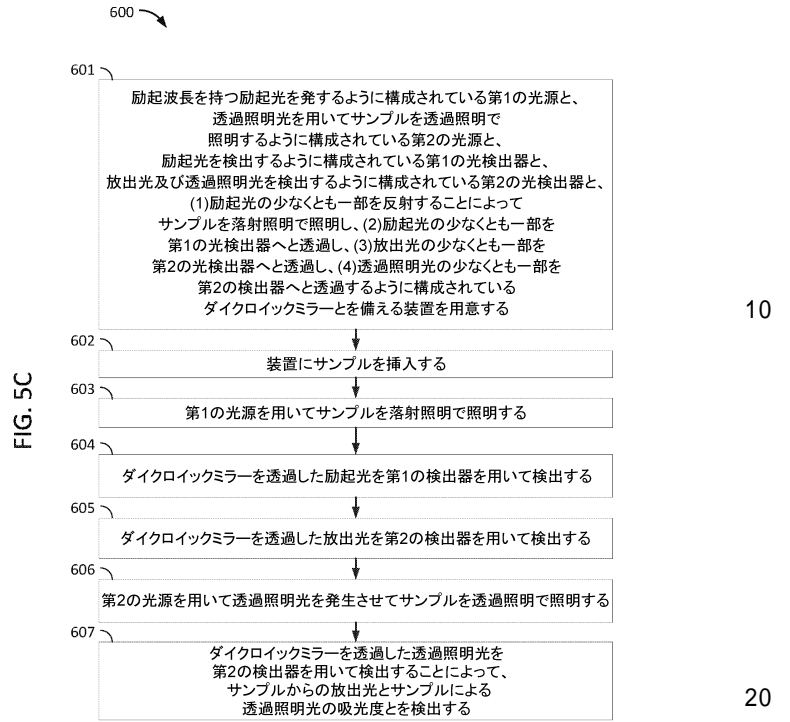 600
601
励起波長を持つ励起光を発するように構成されている第1の光源と、
透過照明光を用いてサンプルを透過照明で
照明するように構成されている第2の光源と、
励起光を検出するように構成されている第1の光検出器と、
放出光及び透過照明光を検出するように構成されている第2の光検出器と、
(1)励起光の少なくとも一部を反射することによって
サンプルを落射照明で照明し、(2)励起光の少なくとも一部を
第1の光検出器へと透過し、(3)放出光の少なくとも一部を
第2の光検出器へと透過し、(4)透過照明光の少なくとも一部を
第2の検出器へと透過するように構成されている
ダイクロイックミラーとを備える装置を用意する
10
602
装置にサンプルを挿入する
603
第1の光源を用いてサンプルを落射照明で照明する
FIG. 5C
604
ダイクロイックミラーを透過した励起光を第1の検出器を用いて検出する
605
ダイクロイックミラーを透過した放出光を第2の検出器を用いて検出する
606
第2の光源を用いて透過照明光を発生させてサンプルを透過照明で照明する
607
ダイクロイックミラーを透過した透過照明光を
第2の検出器を用いて検出することによって、
サンプルからの放出光とサンプルによる
透過照明光の吸光度とを検出する
20